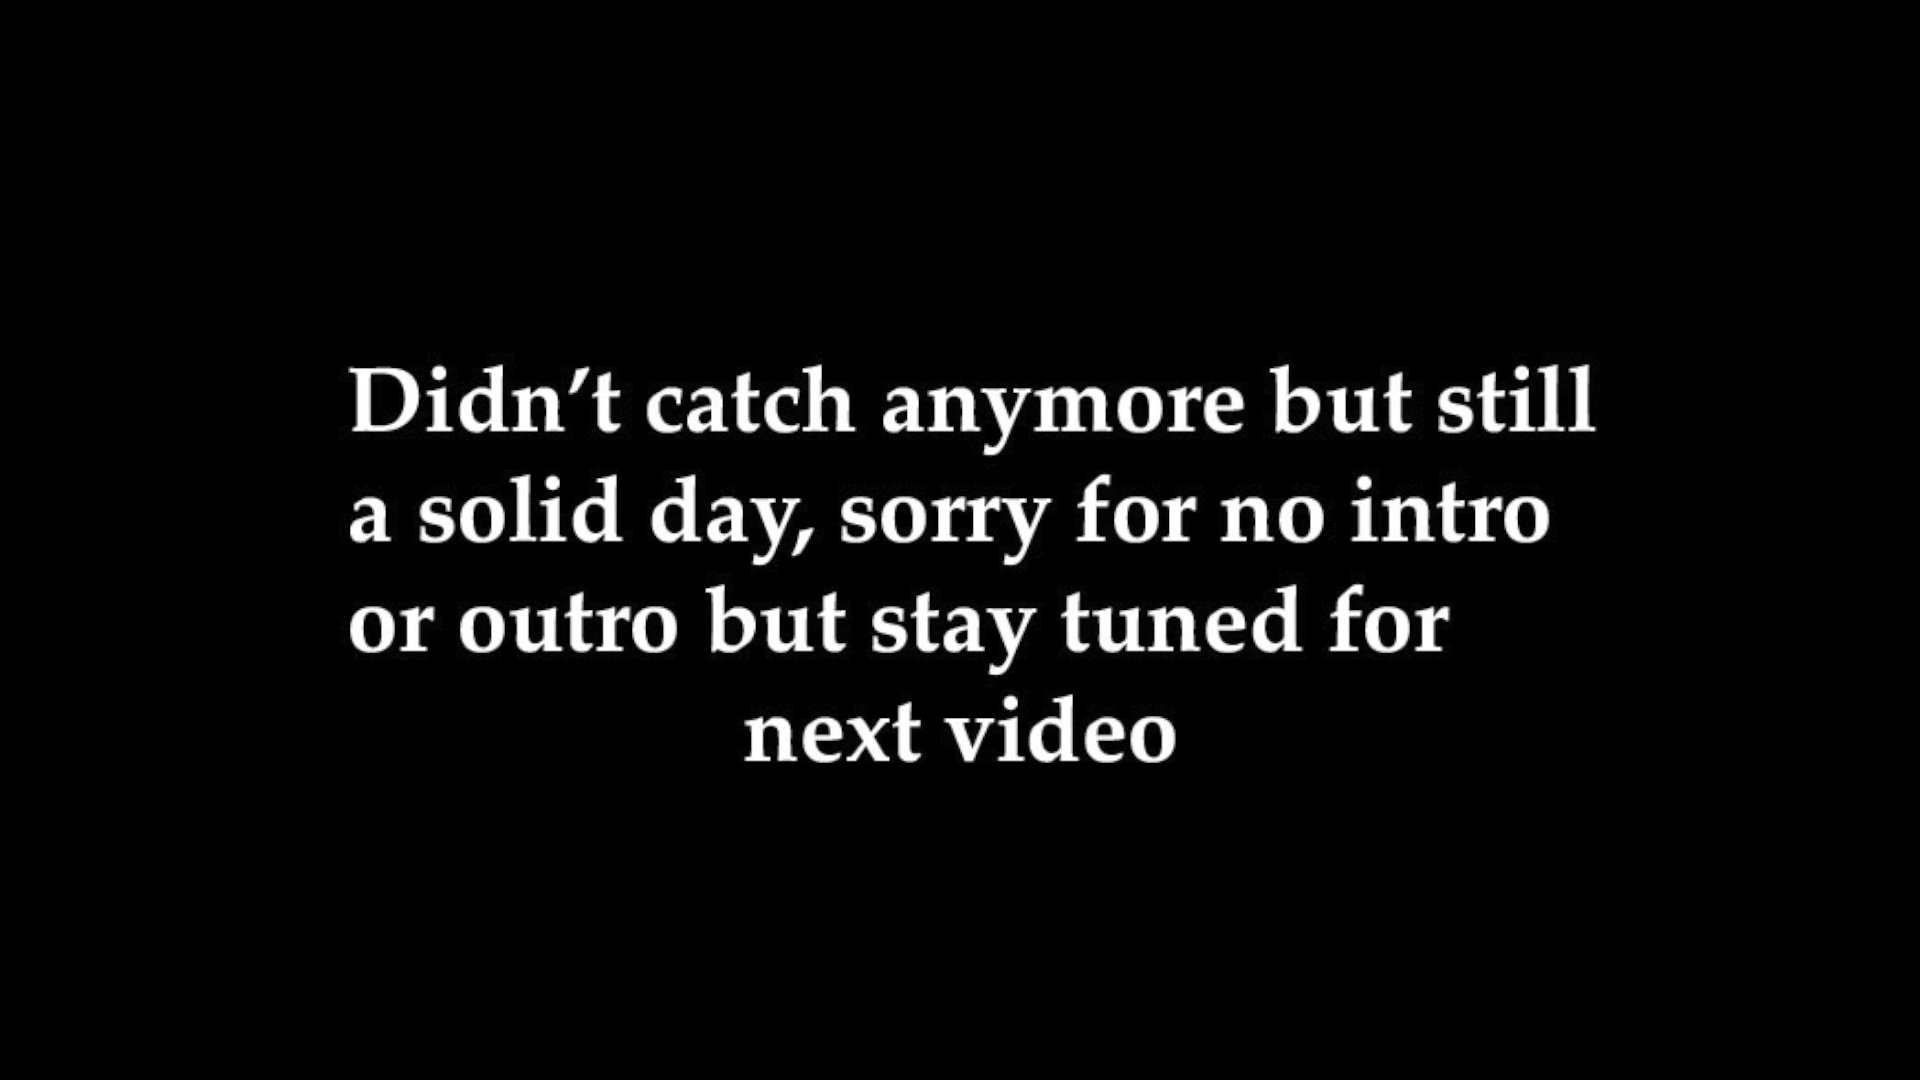 Didn’t catch anymore but still
a solid day, sorry for no intro
or outro but stay tuned for
next video